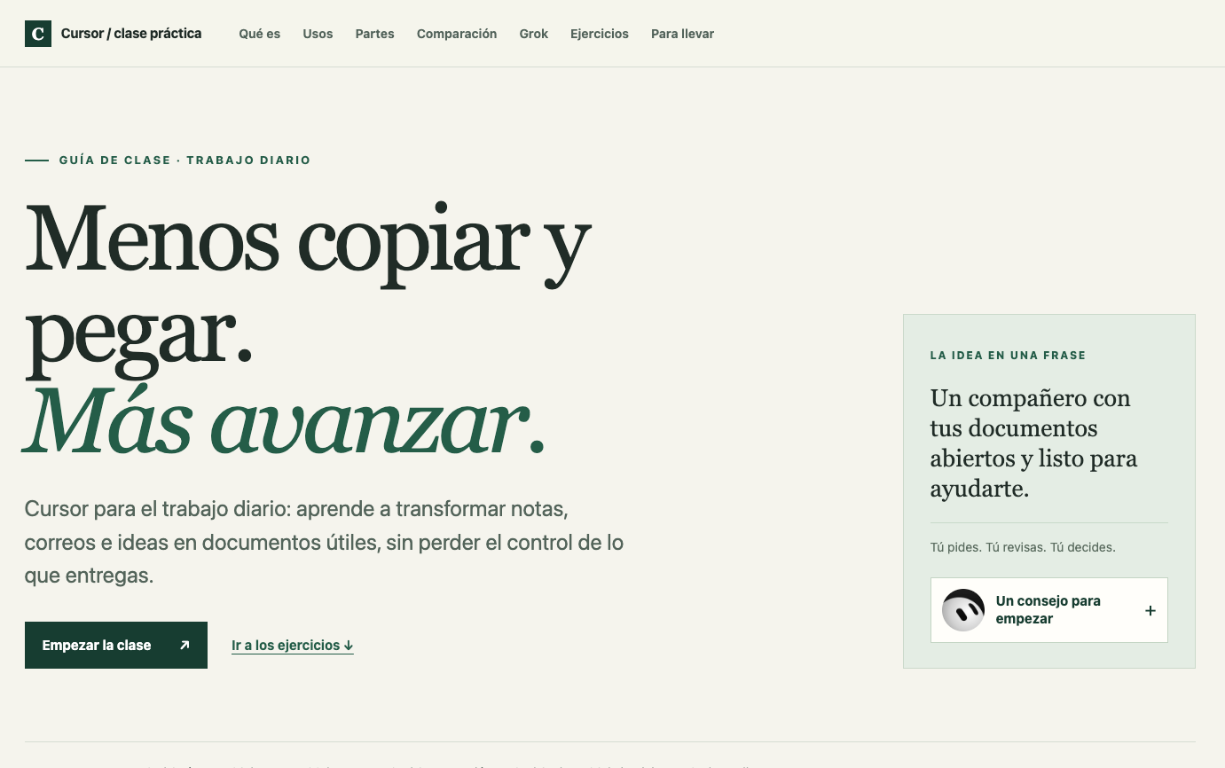 C Cursor / clase práctica Qué es Usos Partes Comparación Grok Ejercicios Para llevar
GUÍA DE CLASE · TRABAJO DIARIO
Menos copiar y
pegar.
Más avanzar.
Cursor para el trabajo diario: aprende a transformar notas,
correos e ideas en documentos útiles, sin perder el control de lo
que entregas.
Empezar la clase ↗ Ir a los ejercicios ↓
LA IDEA EN UNA FRASE
Un compañero con
tus documentos
abiertos y listo para
ayudarte.
Tú pides. Tú revisas. Tú decides.
Un consejo para
empezar
+